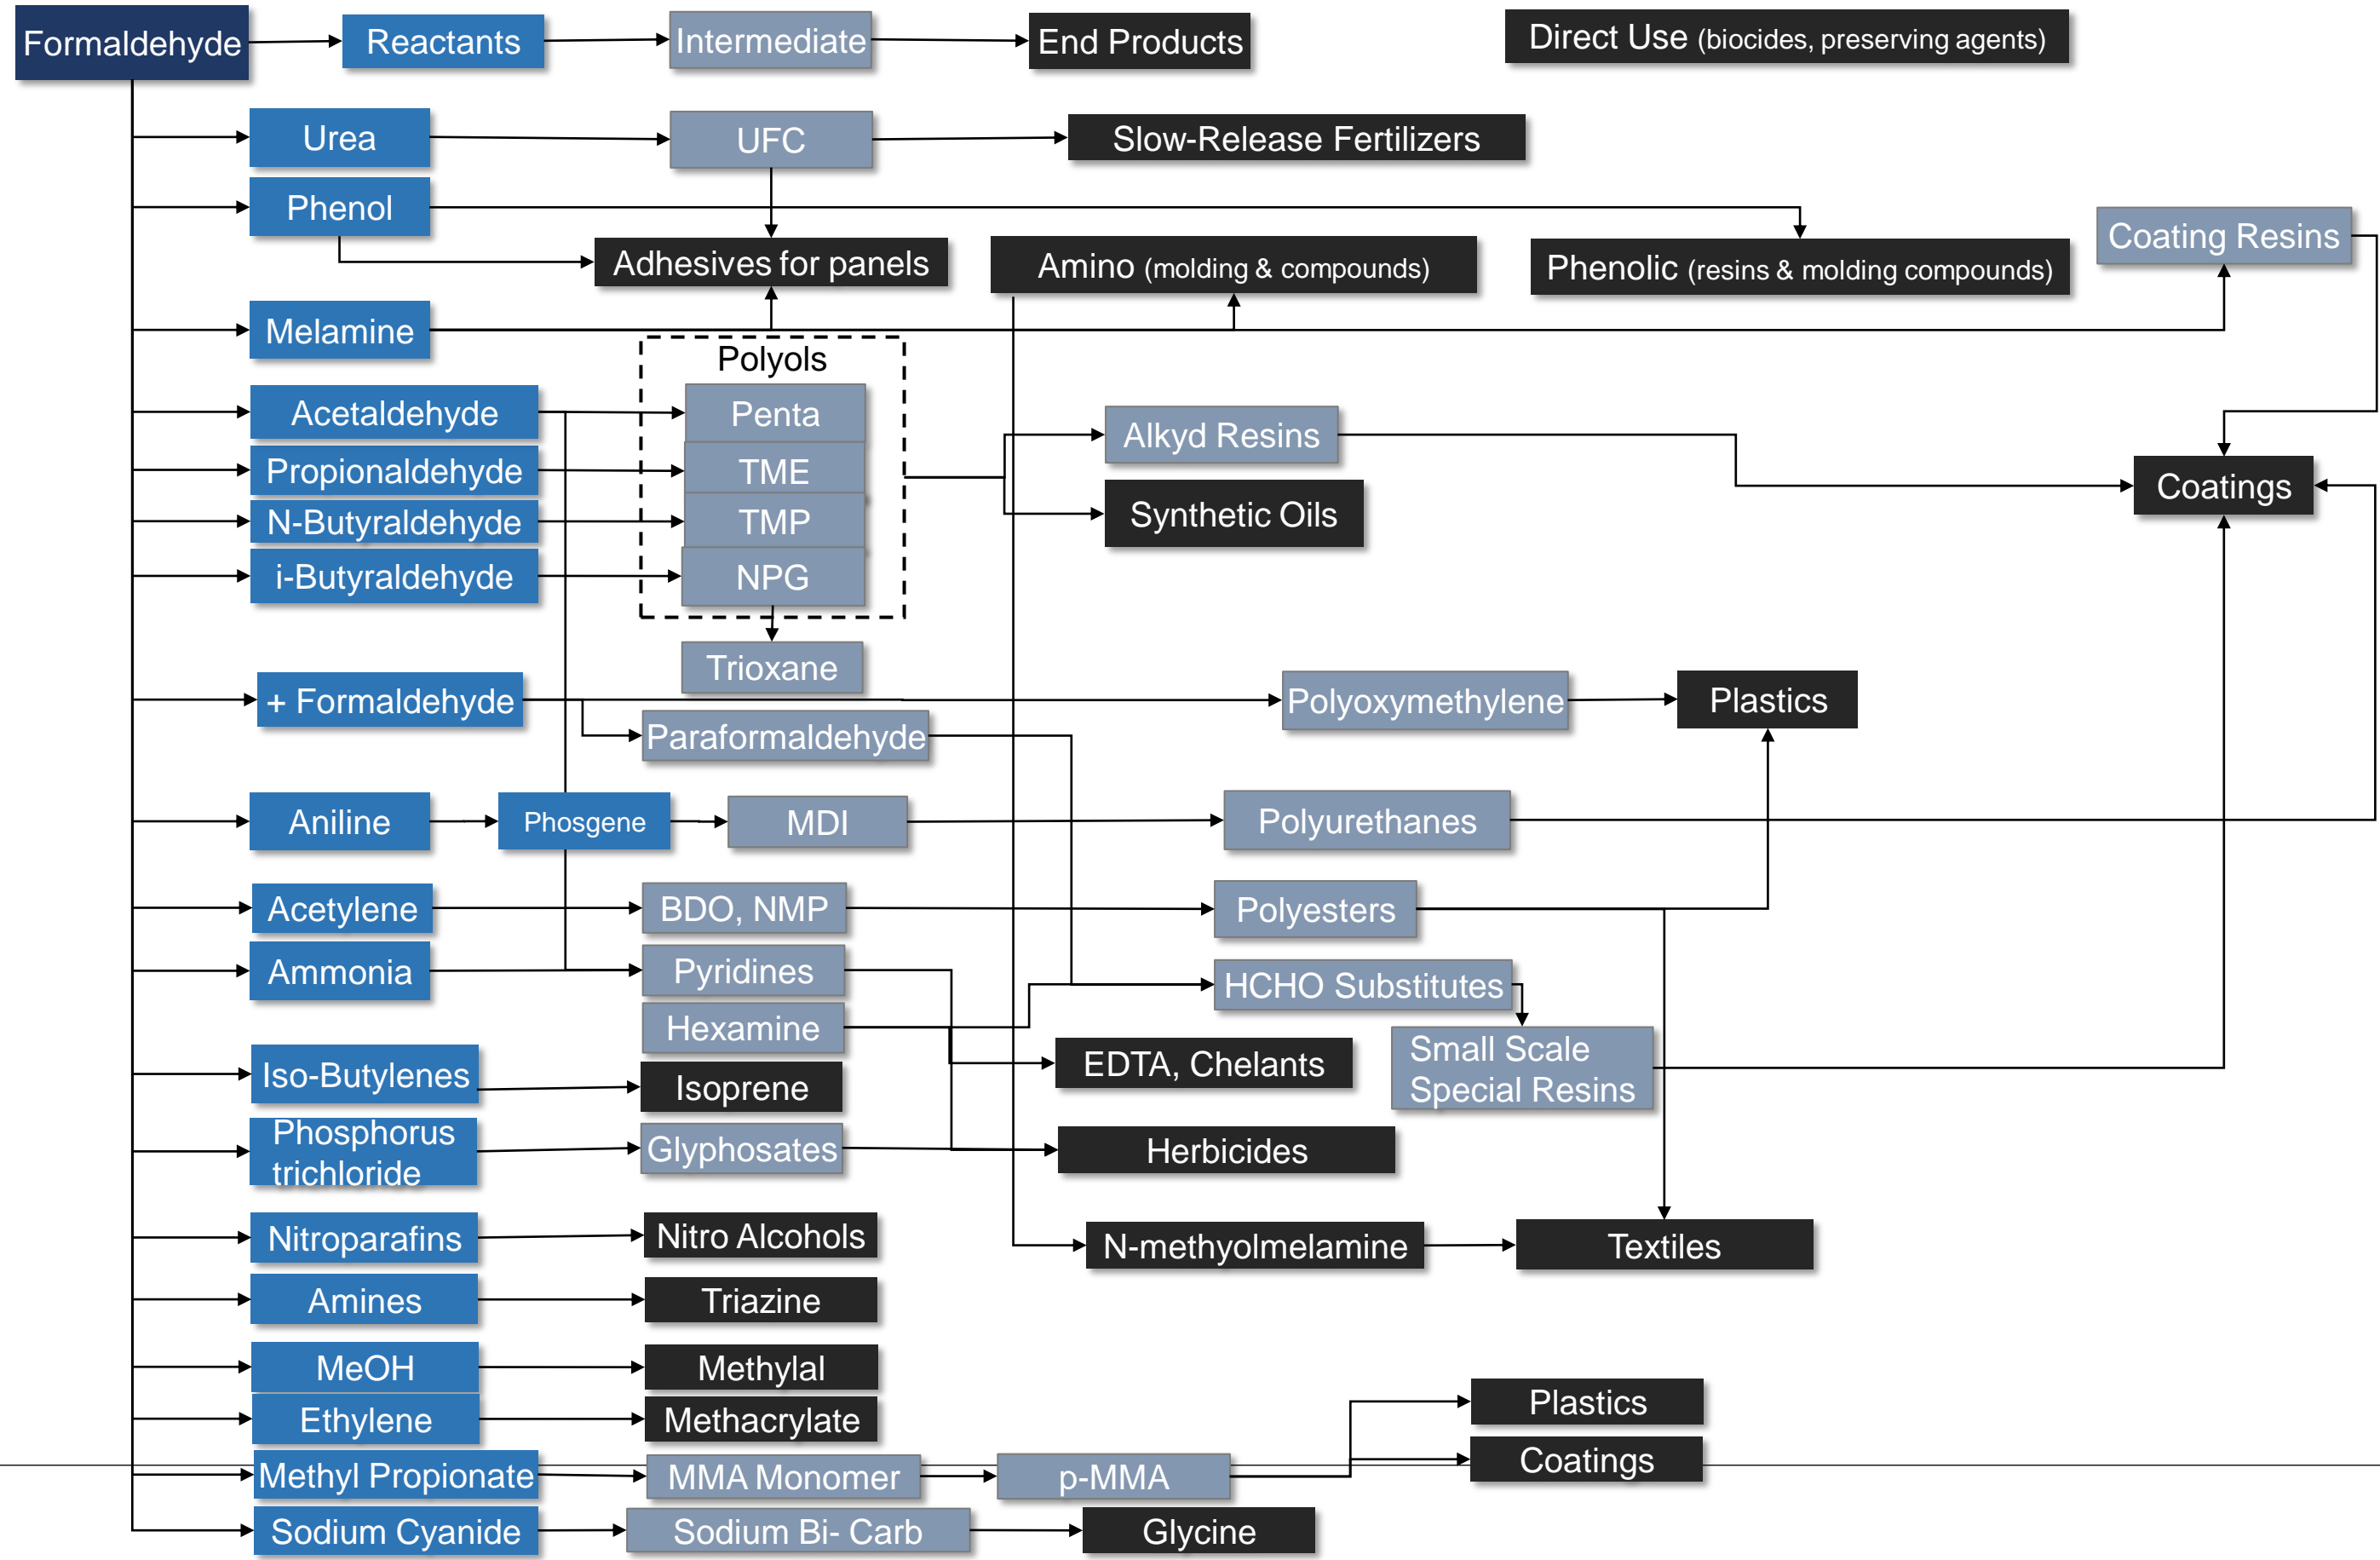 Formaldehyde
Reactants
Intermediate
End Products
Direct Use (biocides, preserving agents)
Urea
UFC
Slow-Release Fertilizers
Phenol
Adhesives for panels
Amino (molding & compounds)
Phenolic (resins & molding compounds)
Coating Resins
Melamine
Polyols
Acetaldehyde
Penta
Alkyd Resins
Propionaldehyde
TME
Coatings
N-Butyraldehyde
TMP
Synthetic Oils
i-Butyraldehyde
NPG
Trioxane
+ Formaldehyde
Polyoxymethylene
Plastics
Paraformaldehyde
Aniline
Phosgene
MDI
Polyurethanes
Acetylene
BDO, NMP
Polyesters
Ammonia
Pyridines
HCHO Substitutes
Hexamine
Iso-Butylenes
Isoprene
EDTA, Chelants
Small Scale
Special Resins
Phosphorus
trichloride
Glyphosates
Herbicides
Nitroparafins
Nitro Alcohols
N-methyolmelamine
Textiles
Amines
Triazine
MeOH
Methylal
Plastics
Ethylene
Methacrylate
Coatings
Methyl Propionate
MMA Monomer
p-MMA
Sodium Cyanide
Sodium Bi- Carb
Glycine